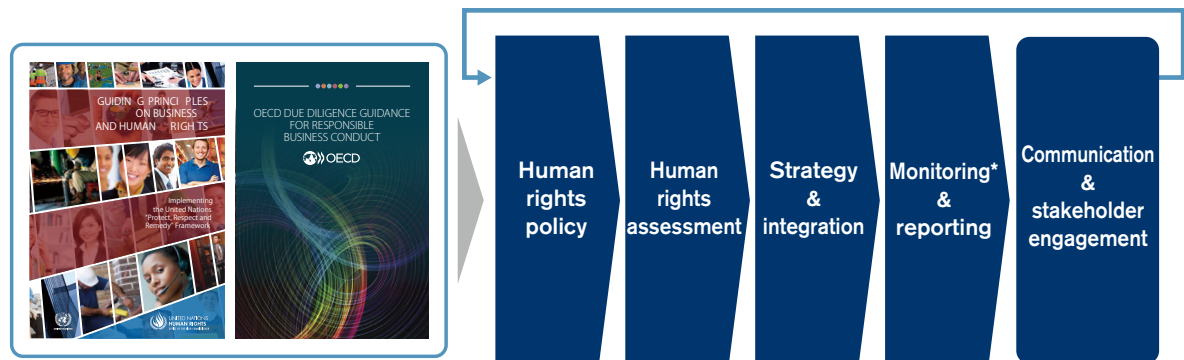 GUIDIN G PRINCI PLES
ON BUSINESS
AND HUMAN RIGH TS
Implementing
the United Nations
"Protect, Respect and
Remedy" Framework
UNITED NATIONS
HUMAN RIGHTS
OECD DUE DILIGENCE GUIDANCE
FOR RESPONSIBLE
BUSINESS CONDUCT
OECD
Human
rights
policy
Human
rights
assessment
Strategy
&
integration
Monitoring*
&
reporting
Communication
&
stakeholder
engagement